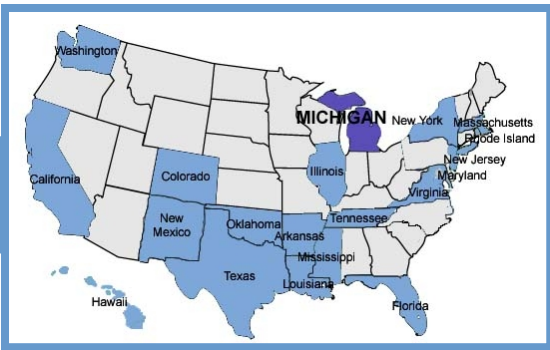 Washington
MICHIGAN
New York
Massachusetts
Rhode Island
New Jersey
Maryland
California
Colorado
Illinois
Virginia
New
Mexico
Oklahoma
Arkansas
Tennessee
Mississippi
Texas
Louisiana
Hawaii
Florida